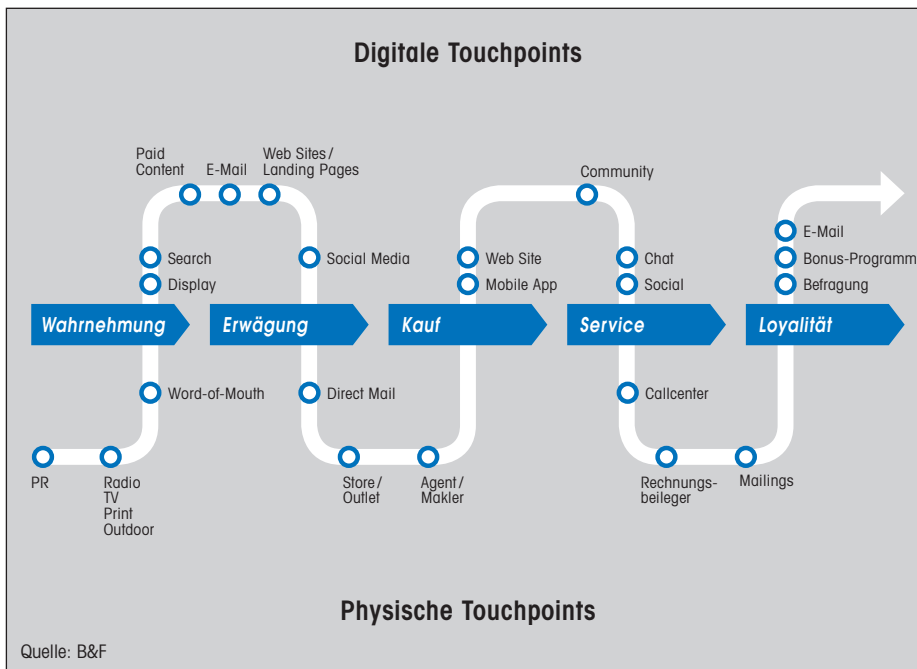 Digitale Touchpoints
Paid
Content
E-Mail
Web Sites/
Landing Pages
Community
Search
Display
Social Media
Web Site
Mobile App
Chat
Social
E-Mail
Bonus-Programm
Befragung
Wahrnehmung
Erwägung
Kauf
Service
Loyalität
Word-of-Mouth
Direct Mail
Callcenter
PR
Radio
TV
Print
Outdoor
Store/
Outlet
Agent/
Makler
Rechnungs-
beileger
Mailings
Physische Touchpoints
Quelle: B&F